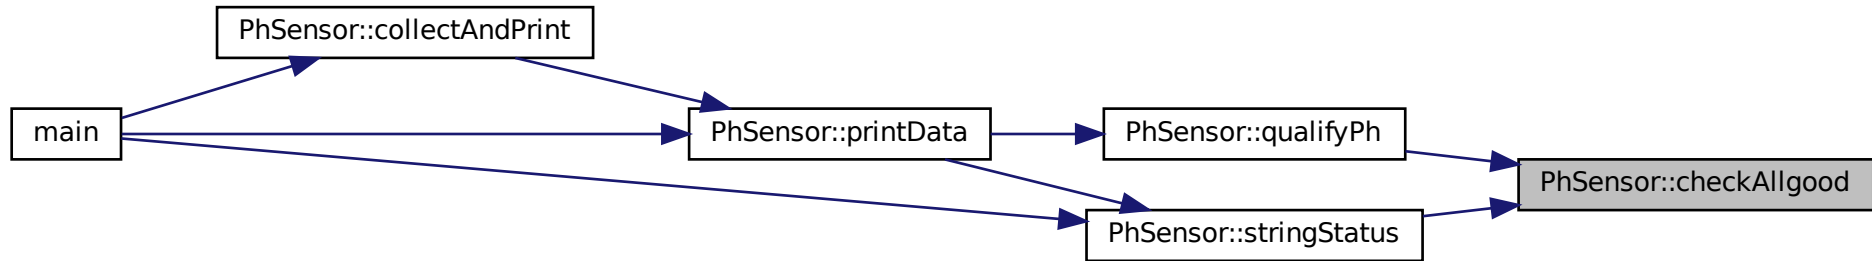 PhSensor::collectAndPrint
main
PhSensor::printData
PhSensor::qualifyPh
PhSensor::checkAllgood
PhSensor::stringStatus